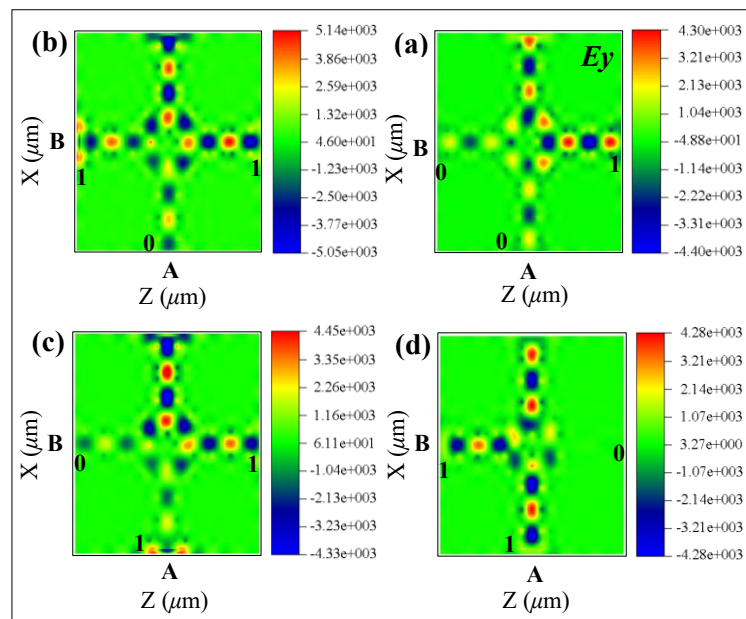 (b)
X (µm)
B
1
1
0
A
Z (µm)
5.14e+003
3.87e+003
2.59e+003
1.32e+003
4.60e+001
-1.23e+003
-2.50e+003
-3.77e+003
-5.05e+003
(a)
Ey
X (µm)
B
0
1
0
A
Z (µm)
4.30e+003
3.21e+003
2.13e+003
1.04e+003
-4.88e+001
-1.14e+003
-2.22e+003
-3.31e+003
-4.40e+003
(c)
X (µm)
B
0
1
1
A
Z (µm)
4.45e+003
3.35e+003
2.26e+003
1.16e+003
6.11e+001
-1.04e+003
-2.13e+003
-3.23e+003
-4.33e+003
(d)
X (µm)
B
1
0
1
A
Z (µm)
4.28e+003
3.21e+003
2.14e+003
1.07e+003
-4.27e+000
-1.07e+003
-2.14e+003
-3.21e+003
-4.28e+003